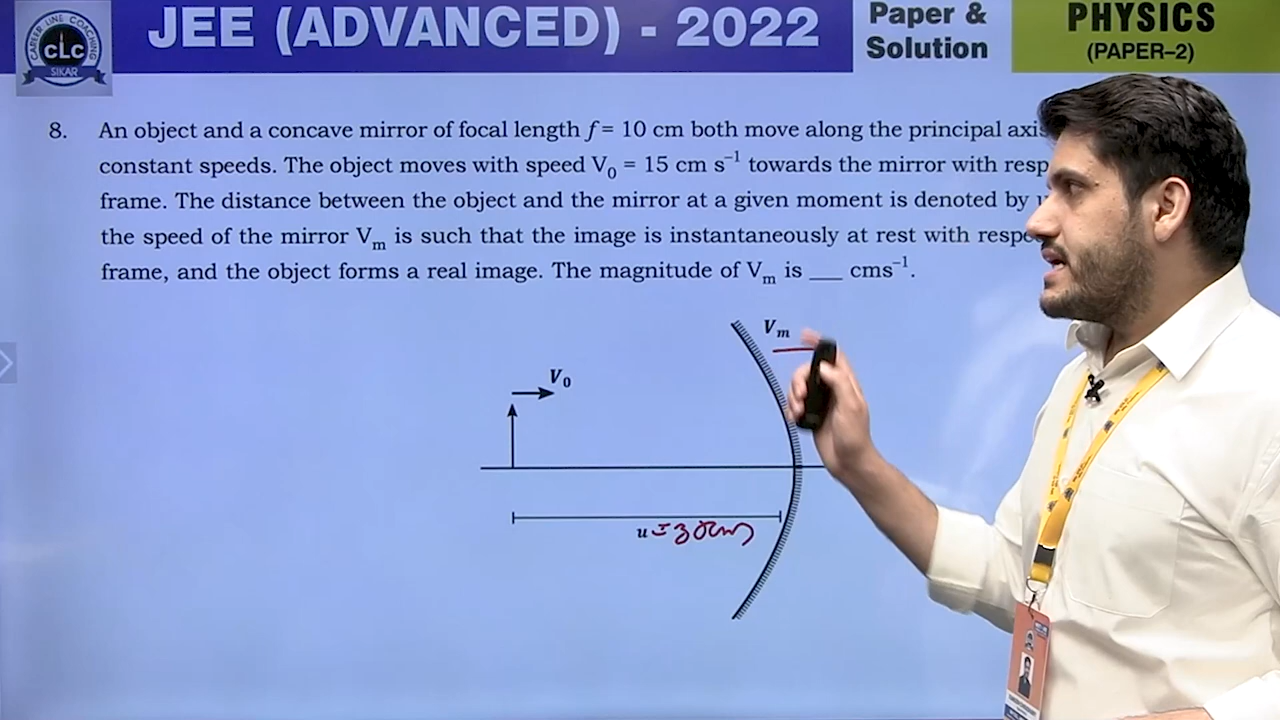 CAREER LINE COACHING
CLC
SIKAR
JEE (ADVANCED) - 2022
Paper &
Solution
PHYSICS
(PAPER–2)
8. An object and a concave mirror of focal length f = 10 cm both move along the principal axis
constant speeds. The object moves with speed V₀ = 15 cm s⁻¹ towards the mirror with resp
frame. The distance between the object and the mirror at a given moment is denoted by u
the speed of the mirror Vₘ is such that the image is instantaneously at rest with respe
frame, and the object forms a real image. The magnitude of Vₘ is ___ cms⁻¹.
Vₘ
V₀
u = 30cm